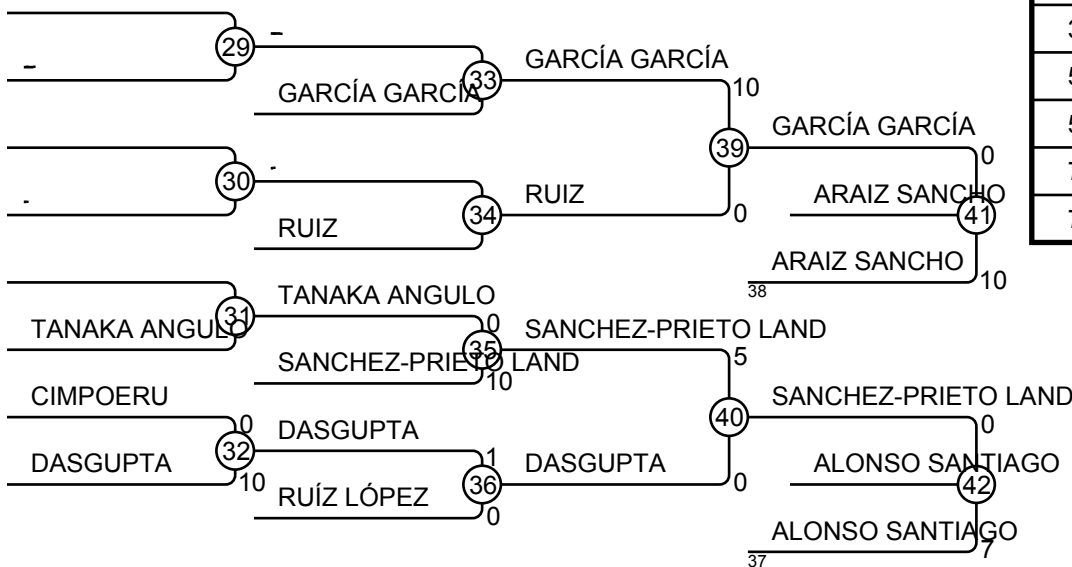 29
-
-
33
GARCÍA GARCÍA
GARCÍA GARCÍA
10
39
GARCÍA GARCÍA
0
30
-
-
34
RUIZ
RUIZ
0
ARAIZ SANCHO
41
ARAIZ SANCHO
10
38
31
TANAKA ANGULO
TANAKA ANGULO
0
35
SANCHEZ-PRIETO LAND
SANCHEZ-PRIETO LAND
10
5
40
SANCHEZ-PRIETO LAND
0
CIMPOERU
0
32
DASGUPTA
DASGUPTA
10
1
36
DASGUPTA
0
RUÍZ LÓPEZ
0
ALONSO SANTIAGO
42
ALONSO SANTIAGO
7
37